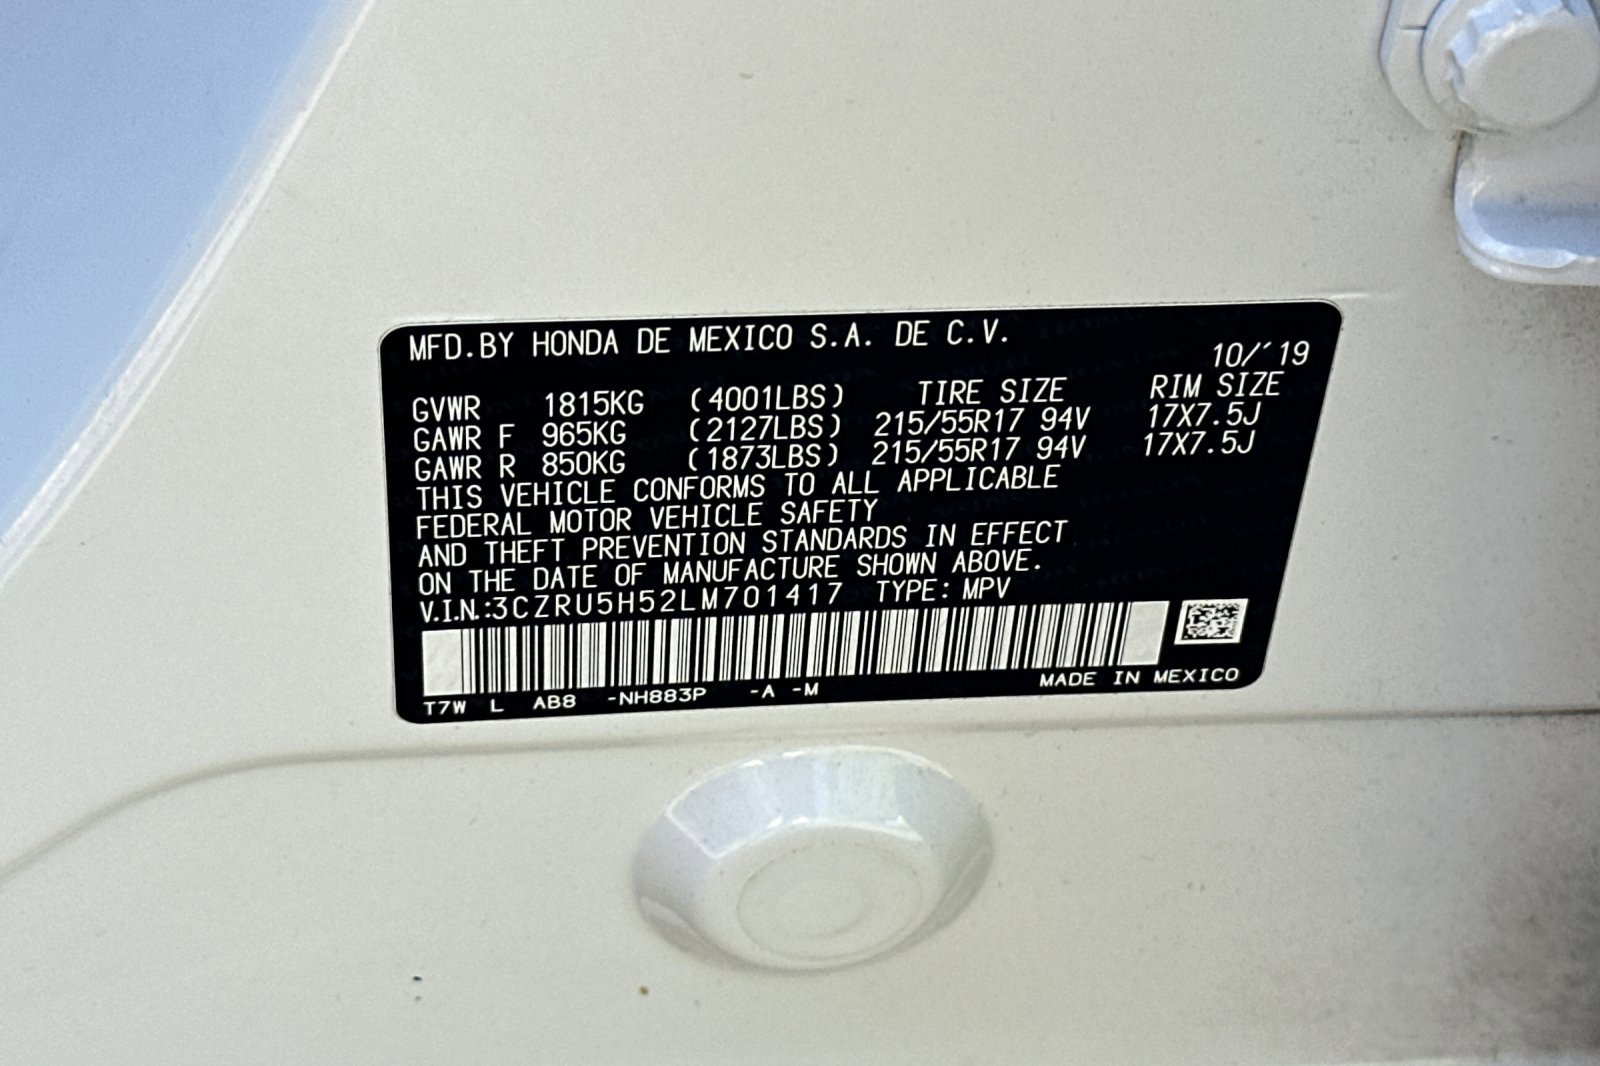 MFD.BY HONDA DE MEXICO S.A. DE C.V.
10/´19
GVWR 1815KG (4001LBS) TIRE SIZE RIM SIZE
GAWR F 965KG (2127LBS) 215/55R17 94V 17X7.5J
GAWR R 850KG (1873LBS) 215/55R17 94V 17X7.5J
THIS VEHICLE CONFORMS TO ALL APPLICABLE
FEDERAL MOTOR VEHICLE SAFETY
AND THEFT PREVENTION STANDARDS IN EFFECT
ON THE DATE OF MANUFACTURE SHOWN ABOVE.
V.I.N.:3CZRU5H52LM701417 TYPE: MPV
T7W L AB8 -NH883P -A -M MADE IN MEXICO